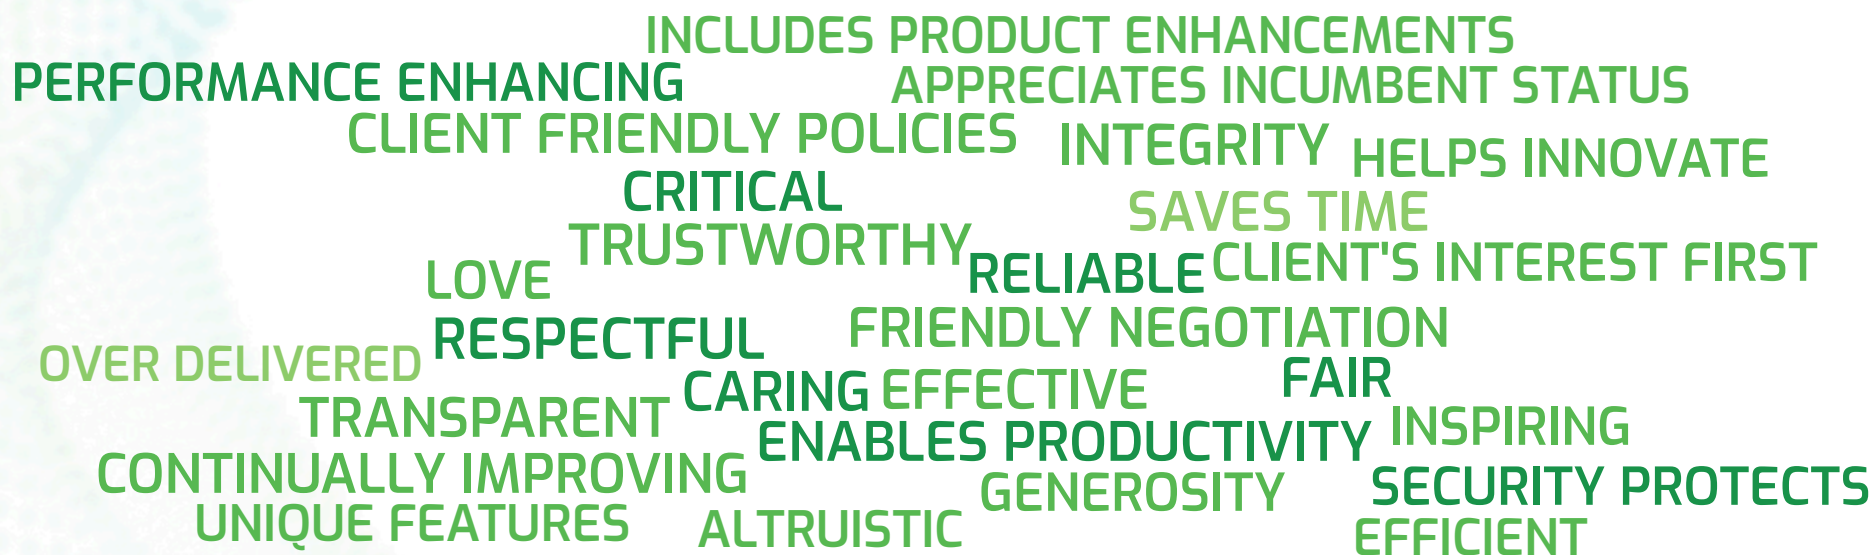 INCLUDES PRODUCT ENHANCEMENTS
PERFORMANCE ENHANCING
APPRECIATES INCUMBENT STATUS
CLIENT FRIENDLY POLICIES
INTEGRITY
HELPS INNOVATE
CRITICAL
SAVES TIME
TRUSTWORTHY
LOVE
RELIABLE
CLIENT'S INTEREST FIRST
RESPECTFUL
FRIENDLY NEGOTIATION
OVER DELIVERED
CARING
EFFECTIVE
FAIR
TRANSPARENT
ENABLES PRODUCTIVITY
INSPIRING
CONTINUALLY IMPROVING
GENEROSITY
SECURITY PROTECTS
UNIQUE FEATURES
ALTRUISTIC
EFFICIENT